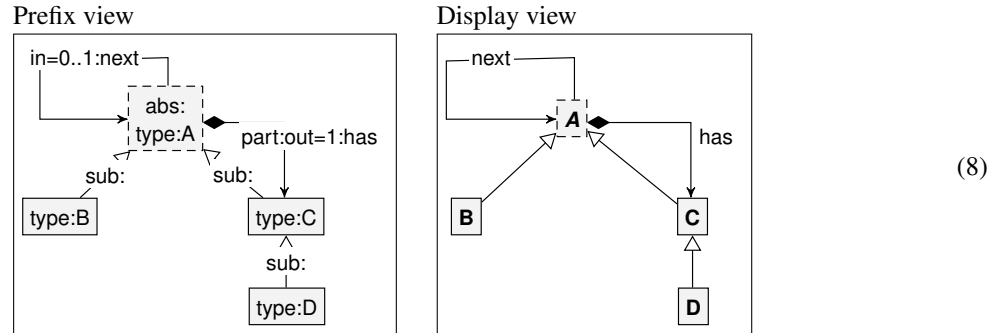 Prefix view
in=0..1:next
abs:
type:A
part:out=1:has
sub:
sub:
type:B
type:C
sub:
type:D
Display view
next
A
has
B
C
D
(8)